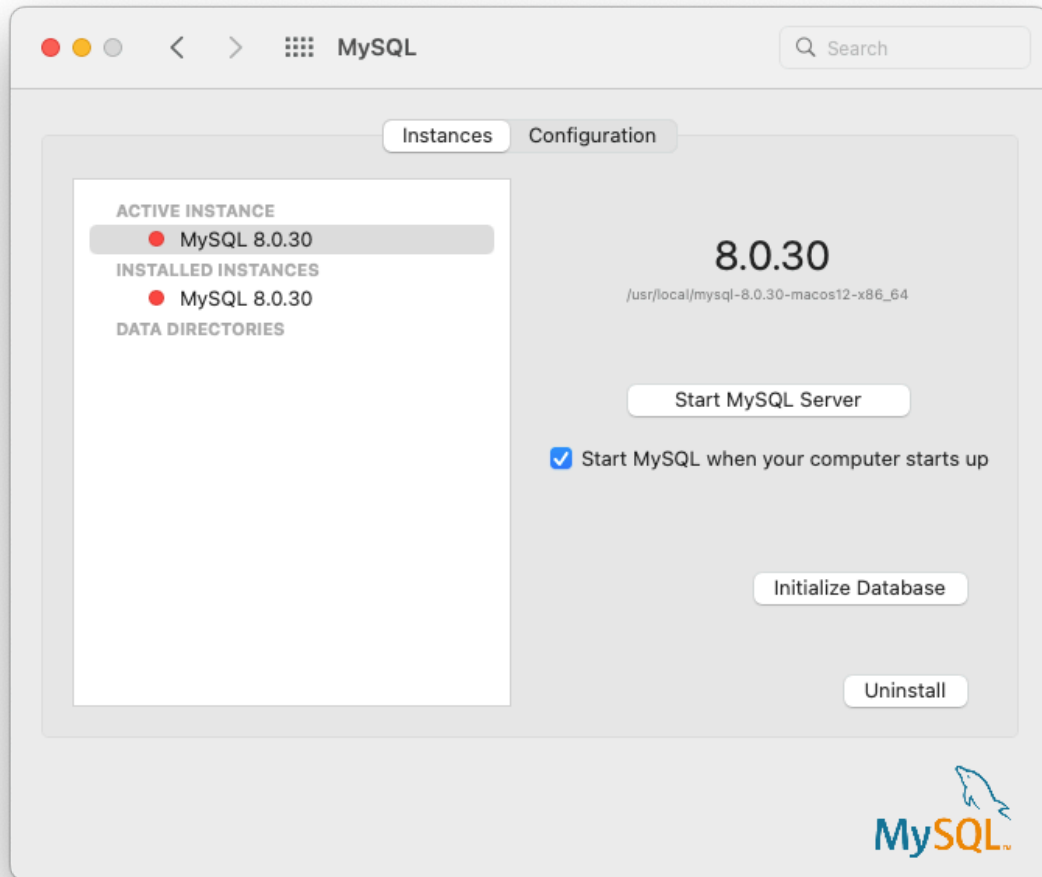 MySQL
Search
Instances
Configuration
ACTIVE INSTANCE
MySQL 8.0.30
INSTALLED INSTANCES
MySQL 8.0.30
DATA DIRECTORIES
8.0.30
/usr/local/mysql-8.0.30-macos12-x86_64
Start MySQL Server
Start MySQL when your computer starts up
Initialize Database
Uninstall
MySQL™